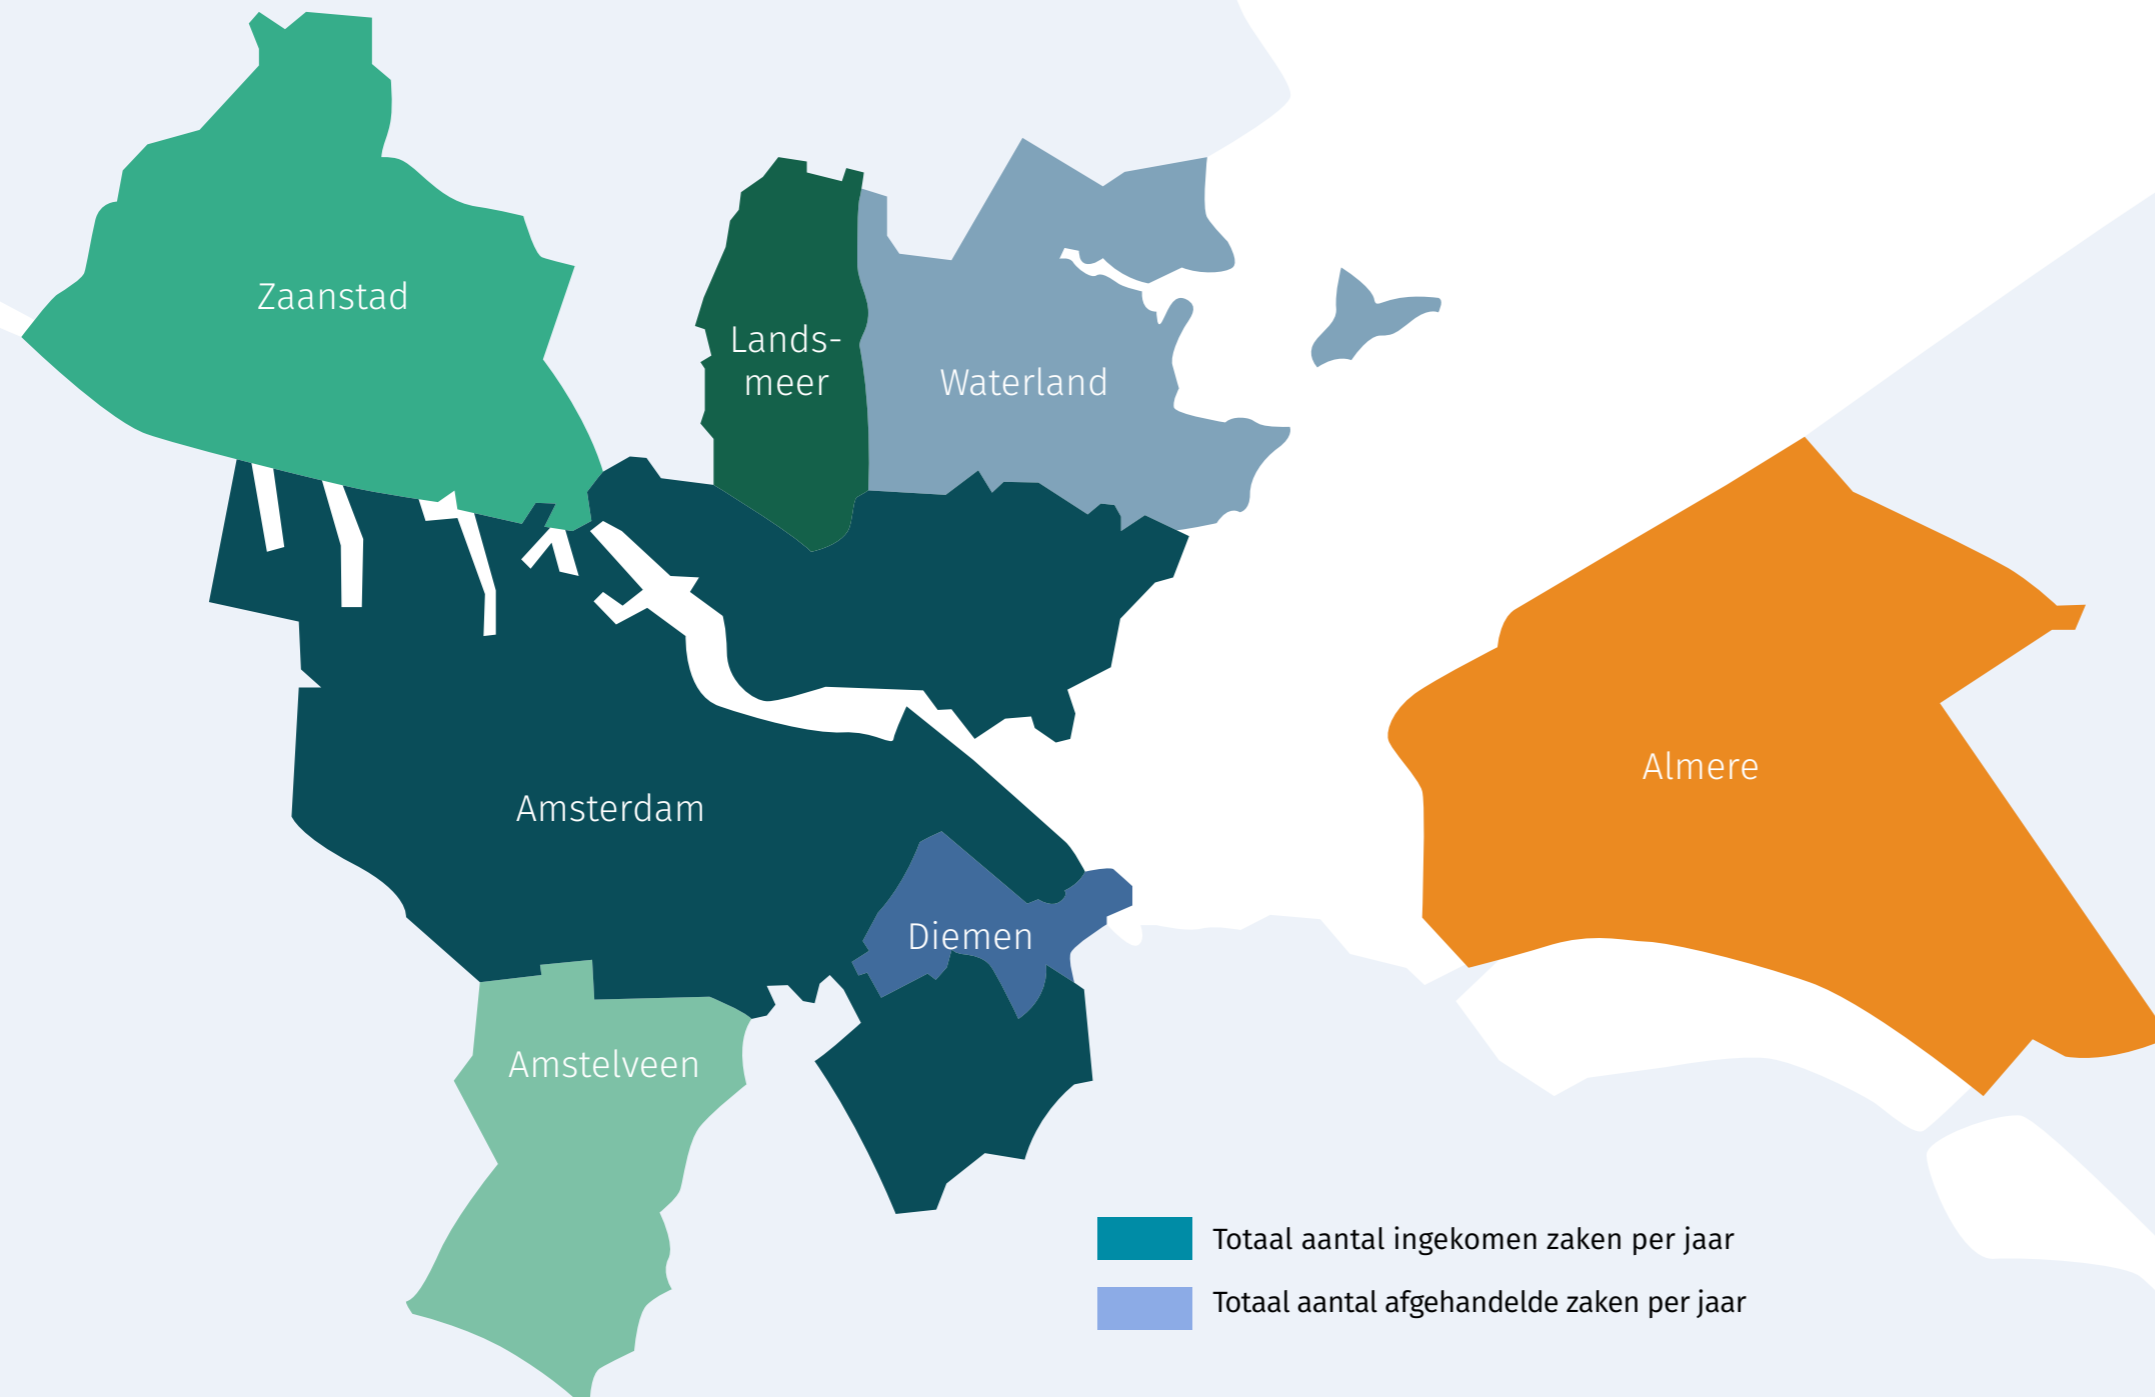 Zaanstad
Lands-
meer
Waterland
Almere
Amsterdam
Diemen
Amstelveen
Totaal aantal ingekomen zaken per jaar
Totaal aantal afgehandelde zaken per jaar